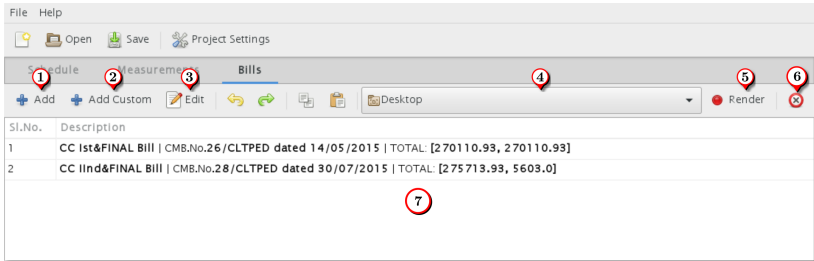 File Help
Open Save Project Settings
Schedule Measurements Bills
1 2 3 4 5 6
Add Add Custom Edit Desktop Render
Sl.No. Description
1 CC Ist&FINAL Bill | CMB.No.26/CLTPED dated 14/05/2015 | TOTAL: [270110.93, 270110.93]
2 CC IInd&FINAL Bill | CMB.No.28/CLTPED dated 30/07/2015 | TOTAL: [275713.93, 5603.0]
7